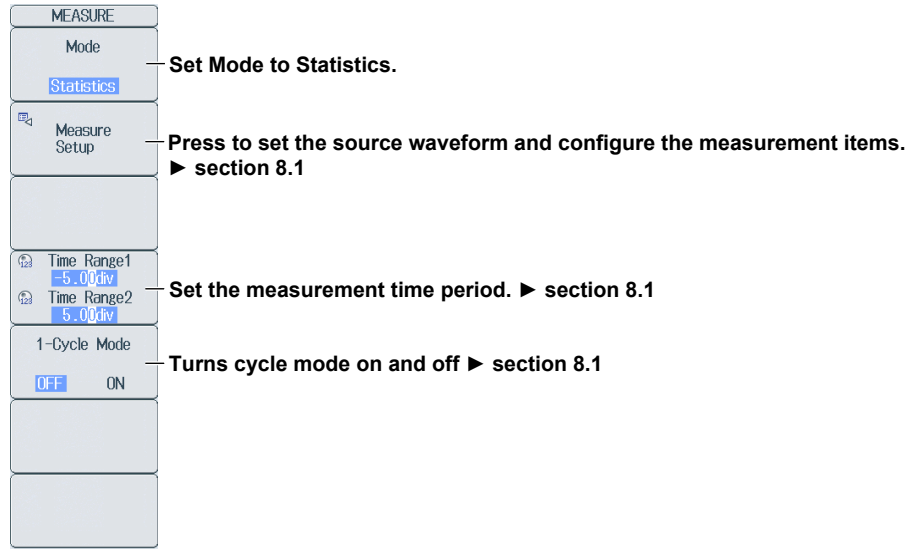 MEASURE
Mode
Statistics
Set Mode to Statistics.
Measure
Setup
Press to set the source waveform and configure the measurement items.
► section 8.1
123
Time Range1
-5.00div
123
Time Range2
5.00div
Set the measurement time period. ► section 8.1
1-Cycle Mode
OFF ON
Turns cycle mode on and off ► section 8.1